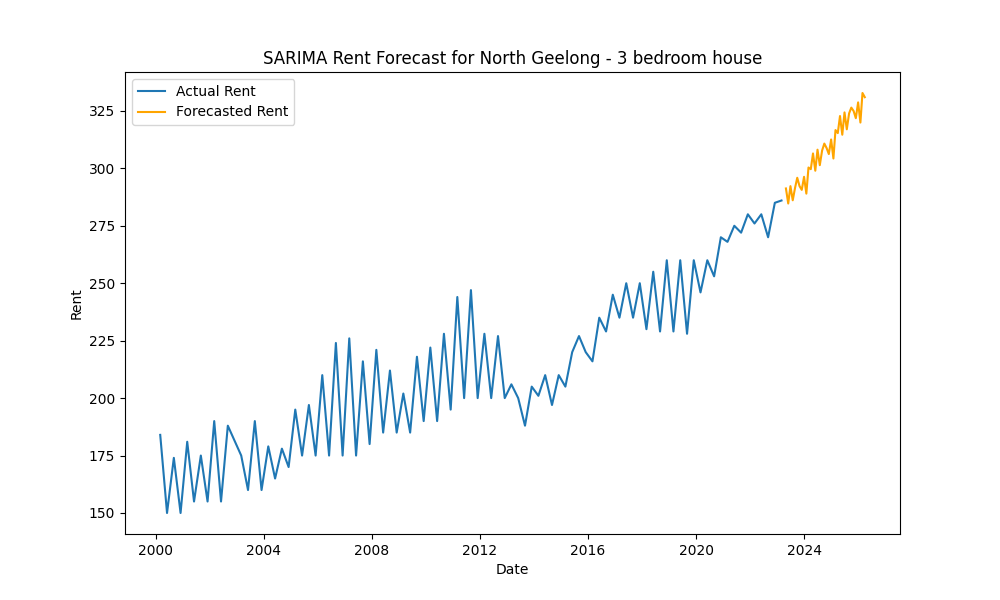 SARIMA Rent Forecast for North Geelong - 3 bedroom house
Actual Rent
Forecasted Rent
325
300
275
250
225
200
175
150
Rent
2000 2004 2008 2012 2016 2020 2024
Date